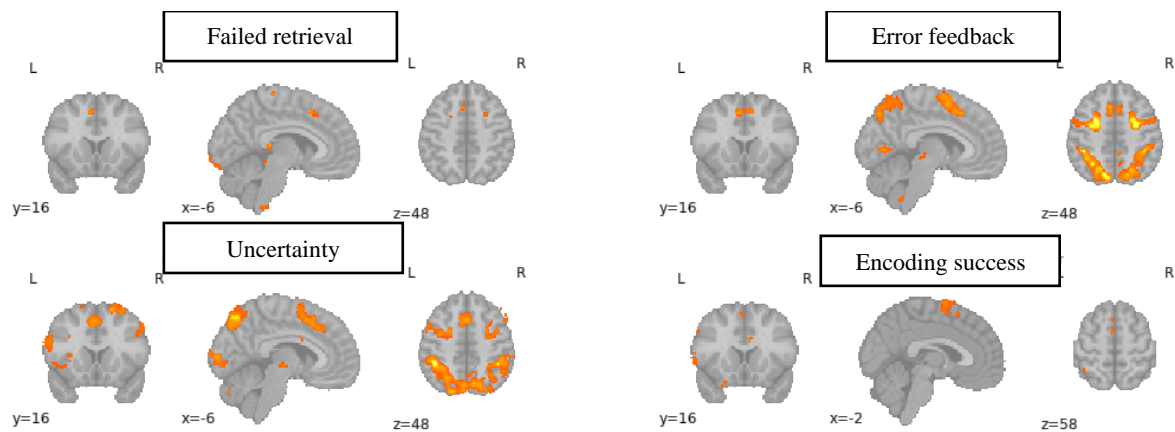 Failed retrieval
L R L R
y=16 x=-6 z=48
Error feedback
L R L R
y=16 x=-6 z=48
Uncertainty
L R L R
y=16 x=-6 z=48
Encoding success
L R L R
y=16 x=-2 z=58